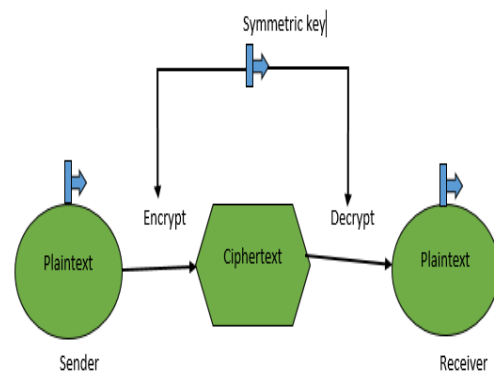 Symmetric key
Encrypt
Decrypt
Plaintext
Ciphertext
Plaintext
Sender
Receiver